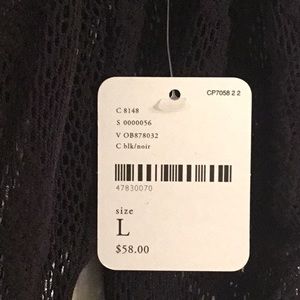 CP7058 2 2
C 8148
S 0000056
V OB878032
C blk/noir
47830070
size
L
$58.00